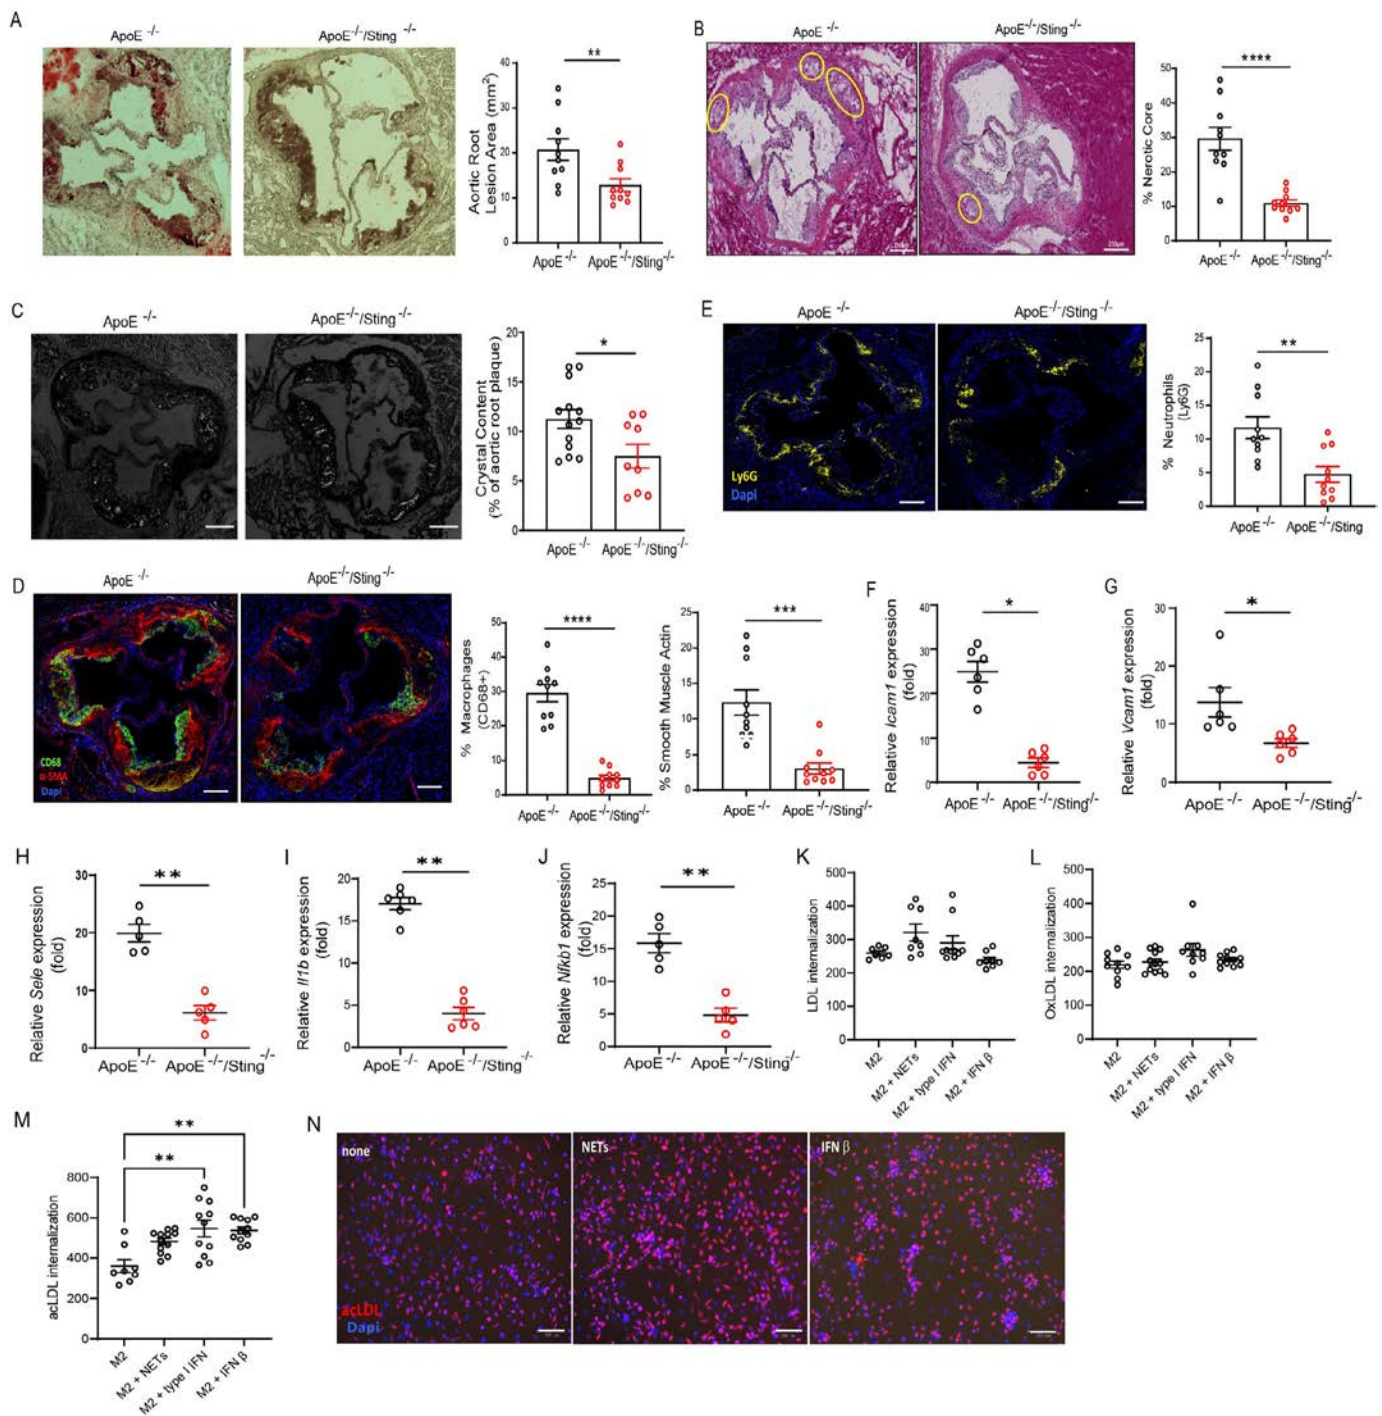 A
ApoE -/-
ApoE-/-/Sting -/-
Aortic Root
Lesion Area (mm2)
40
30
20
10
0
**
ApoE -/-
ApoE-/-/Sting-/-
B
ApoE -/-
ApoE-/-/Sting -/-
250µm
% Nerotic Core
50
40
30
20
10
0
****
ApoE -/-
ApoE-/-/Sting-/-
C
ApoE -/-
ApoE-/-/Sting -/-
Crystal Content
(% of aortic root plaque)
20
15
10
5
0
*
ApoE -/-
ApoE-/-/Sting-/-
E
ApoE -/-
ApoE-/-/Sting -/-
Ly6G
Dapi
% Neutrophils
(Ly6G)
25
20
15
10
5
0
**
ApoE-/-
ApoE-/-/Sting
D
ApoE -/-
ApoE-/-/Sting -/-
CD68
α-SMA
Dapi
% Macrophages
(CD68+)
50
40
30
20
10
0
****
ApoE-/-
ApoE-/-/Sting-/-
% Smooth Muscle Actin
25
20
15
10
5
0
***
ApoE-/-
ApoE-/-/Sting-/-
F
Relative Icam1 expression
(fold)
40
30
20
10
0
*
ApoE-/-
ApoE-/-/Sting-/-
G
Relative Vcam1 expression
(fold)
30
20
10
0
*
ApoE-/-
ApoE-/-/Sting-/-
H
Relative Sele expression
(fold)
30
20
10
0
**
ApoE-/-
ApoE-/-/Sting-/-
I
Relative Il1b expression
(fold)
20
15
10
5
0
**
ApoE-/-
ApoE-/-/Sting-/-
J
Relative Nfkb1 expression
(fold)
25
20
15
10
5
0
**
ApoE-/-
ApoE-/-/Sting-/-
K
LDL internalization
500
400
300
200
100
0
M2
M2 + NETs
M2 + type I IFN
M2 + IFN β
L
OxLDL internalization
500
400
300
200
100
0
M2
M2 + NETs
M2 + type I IFN
M2 + IFN β
M
acLDL internalization
800
600
400
200
0
**
**
M2
M2 + NETs
M2 + type I IFN
M2 + IFN β
N
none
NETs
IFN β
acLDL
Dapi